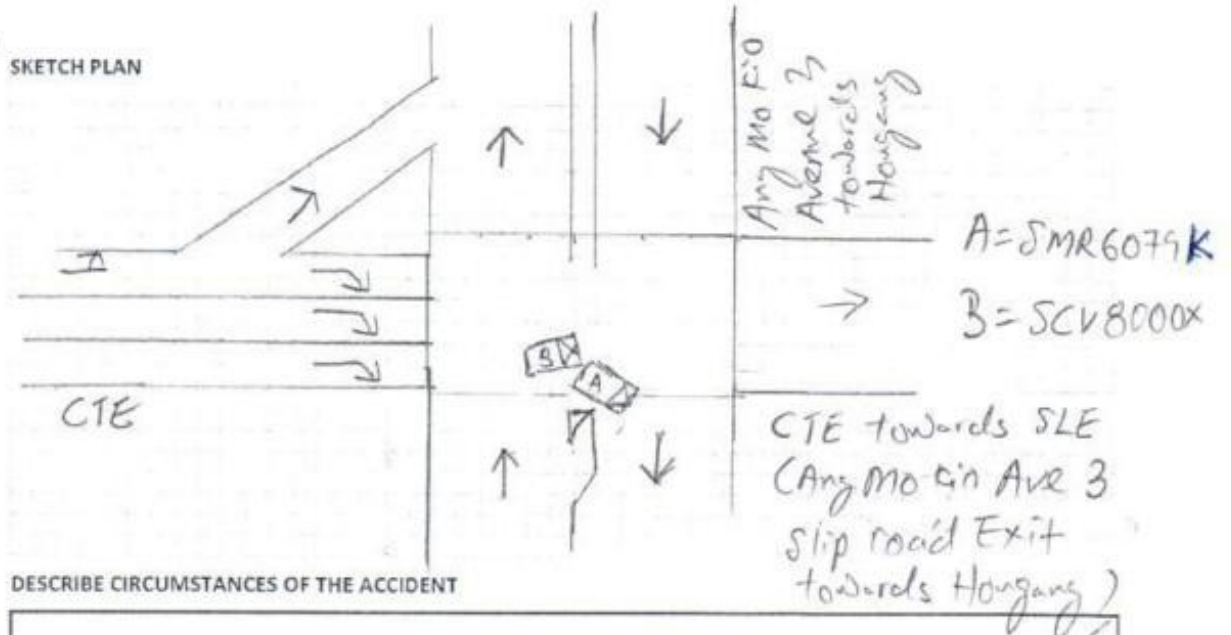 SKETCH PLAN
Ang Mo Kio
Avenue 3
towards
Hougang
A = SMR6079K
B = SCV8000X
B
A
CTE
CTE towards SLE
(Ang Mo Kin Ave 3
slip road Exit
towards Hougang)
DESCRIBE CIRCUMSTANCES OF THE ACCIDENT